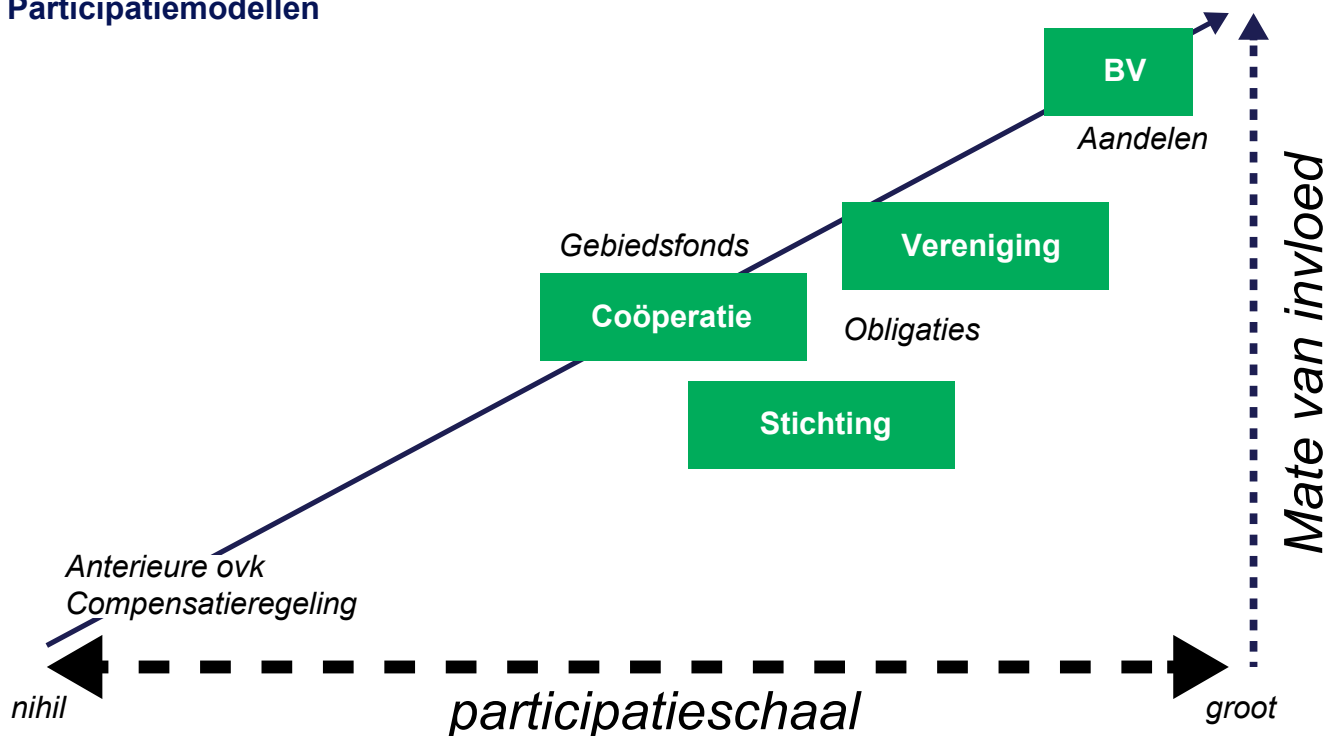 Participatiemodellen
BV
Aandelen
Vereniging
Gebiedsfonds
Coöperatie
Obligaties
Stichting
Mate van invloed
Anterieure ovk
Compensatieregeling
nihil
participatieschaal
groot